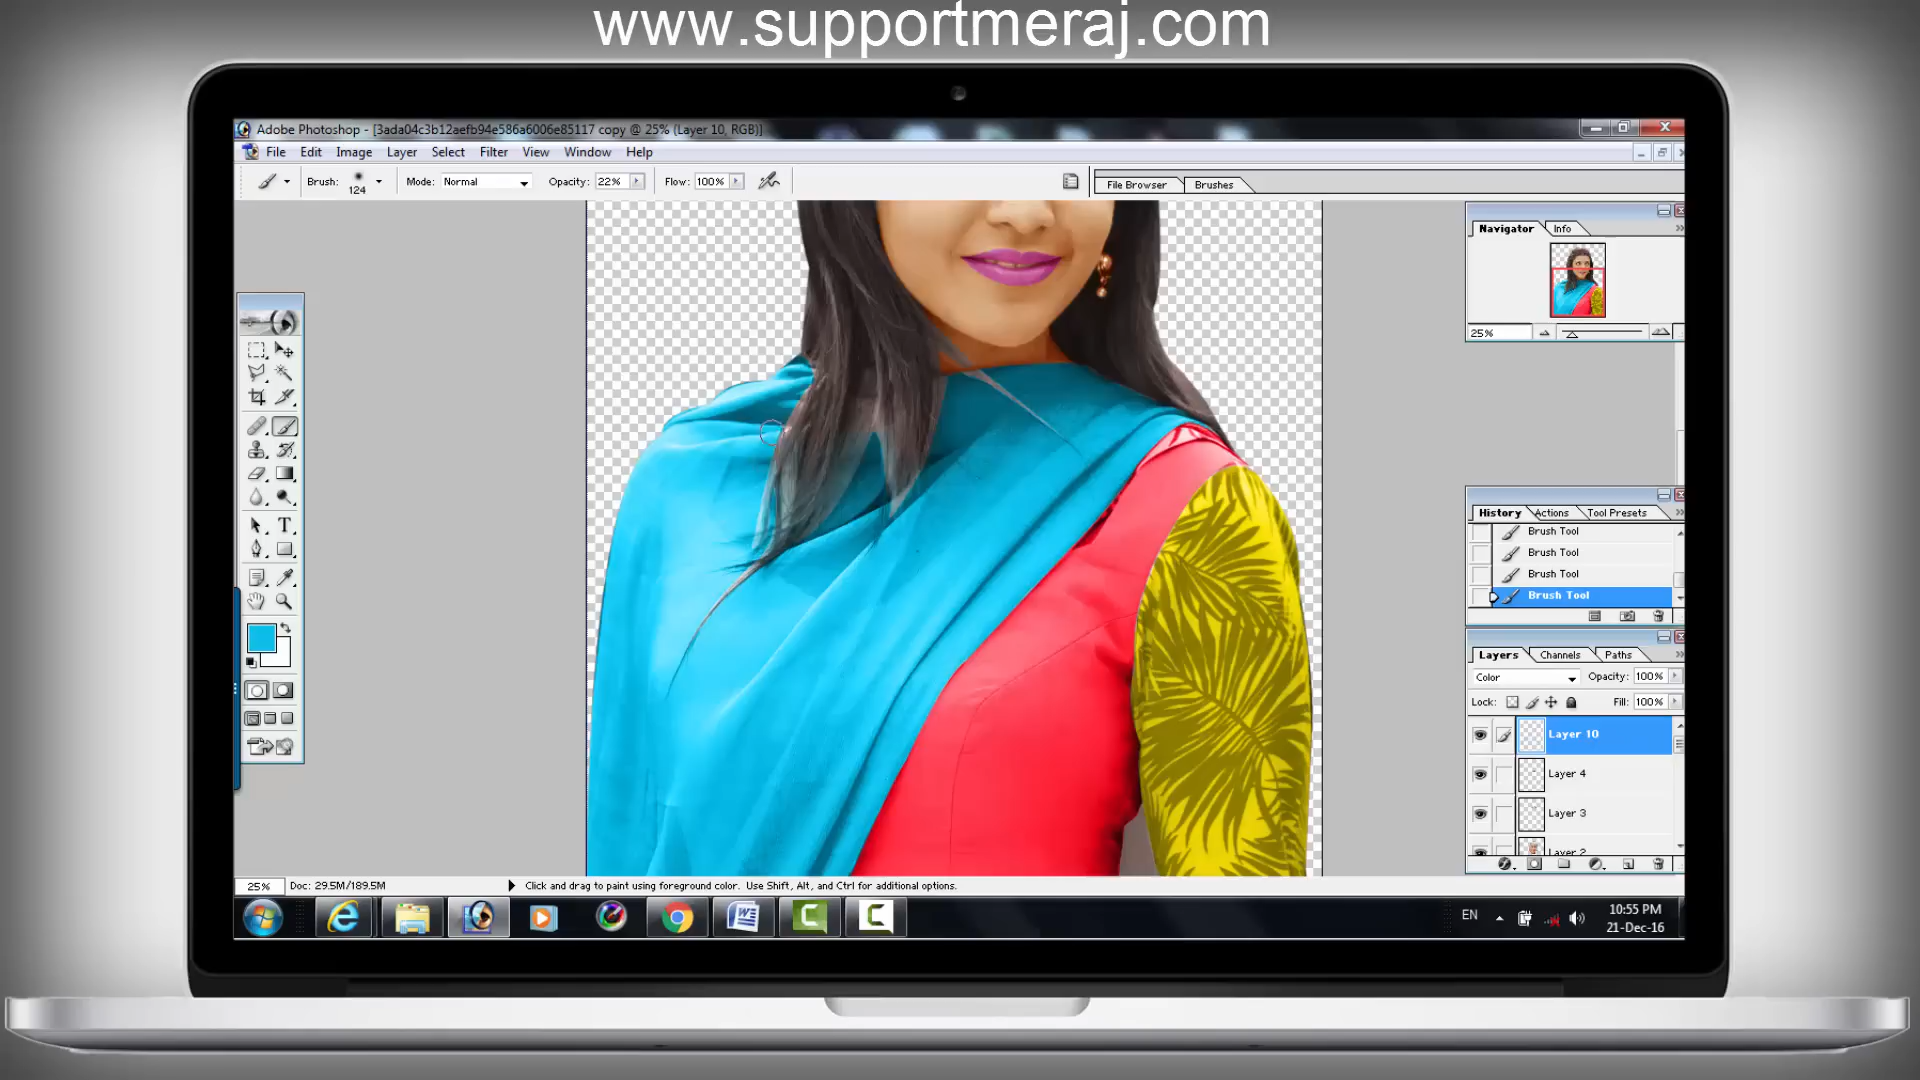 www.supportmeraj.com
Adobe Photoshop - [3ada04c3b12aefb94e586a6006e85117 copy @ 25% (Layer 10, RGB)]
File Edit Image Layer Select Filter View Window Help
Brush: 124 Mode: Normal Opacity: 22% Flow: 100% File Browser Brushes
Navigator Info
25%
History Actions Tool Presets
Brush Tool
Brush Tool
Brush Tool
Brush Tool
T
Layers Channels Paths
Color Opacity: 100%
Lock: Fill: 100%
Layer 10
Layer 4
Layer 3
Layer 2
25% Doc: 29.5M/189.5M Click and drag to paint using foreground color. Use Shift, Alt, and Ctrl for additional options.
EN 10:55 PM
21-Dec-16